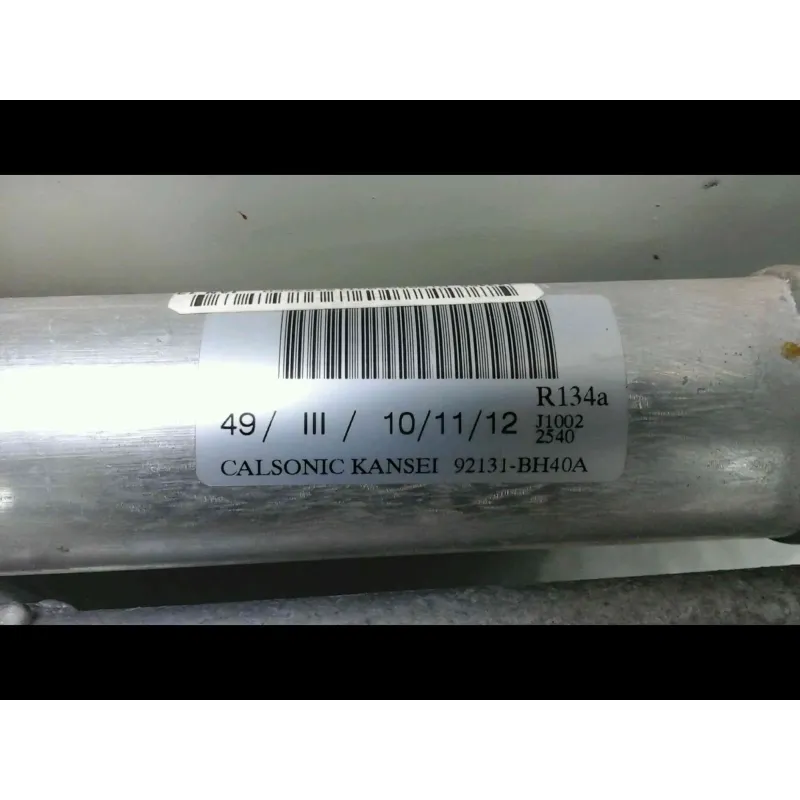 R134a
49/ III / 10/11/12 J1002
2540
CALSONIC KANSEI 92131-BH40A